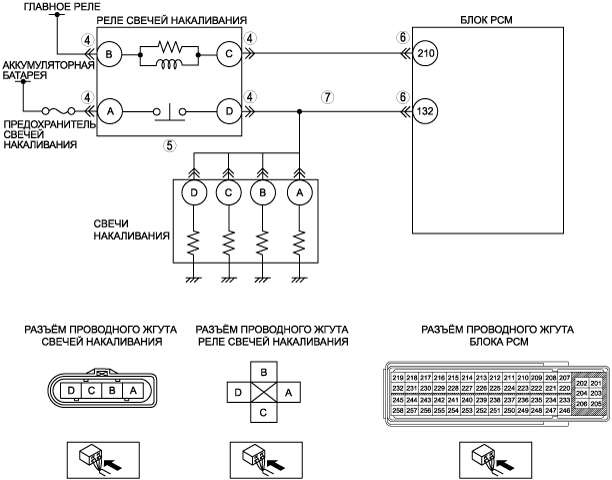 ГЛАВНОЕ РЕЛЕ
РЕЛЕ СВЕЧЕЙ НАКАЛИВАНИЯ
БЛОК PCM
4
B
C
4
6
210
АККУМУЛЯТОРНАЯ
БАТАРЕЯ
4
A
D
4
7
6
132
ПРЕДОХРАНИТЕЛЬ
СВЕЧЕЙ
НАКАЛИВАНИЯ
5
D
C
B
A
СВЕЧИ
НАКАЛИВАНИЯ
РАЗЪЁМ ПРОВОДНОГО ЖГУТА
СВЕЧЕЙ НАКАЛИВАНИЯ
D C B A
РАЗЪЁМ ПРОВОДНОГО ЖГУТА
РЕЛЕ СВЕЧЕЙ НАКАЛИВАНИЯ
B
D A
C
РАЗЪЁМ ПРОВОДНОГО ЖГУТА
БЛОКА PCM
219 218 217 216 215 214 213 212 211 210 209 208 207
232 231 230 229 228 227 226 225 224 223 222 221 220
245 244 243 242 241 240 239 238 237 236 235 234 233
258 257 256 255 254 253 252 251 250 249 248 247 246
202 201
204 203
206 205